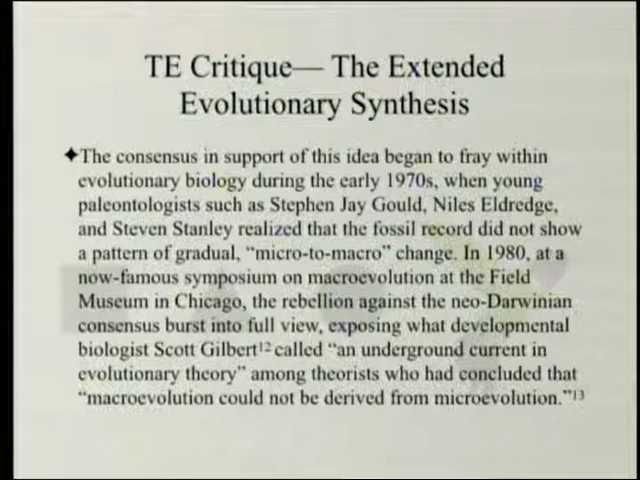 TE Critique— The Extended
Evolutionary Synthesis
✦The consensus in support of this idea began to fray within
evolutionary biology during the early 1970s, when young
paleontologists such as Stephen Jay Gould, Niles Eldredge,
and Steven Stanley realized that the fossil record did not show
a pattern of gradual, “micro-to-macro” change. In 1980, at a
now-famous symposium on macroevolution at the Field
Museum in Chicago, the rebellion against the neo-Darwinian
consensus burst into full view, exposing what developmental
biologist Scott Gilbert¹² called “an underground current in
evolutionary theory” among theorists who had concluded that
“macroevolution could not be derived from microevolution.”¹³